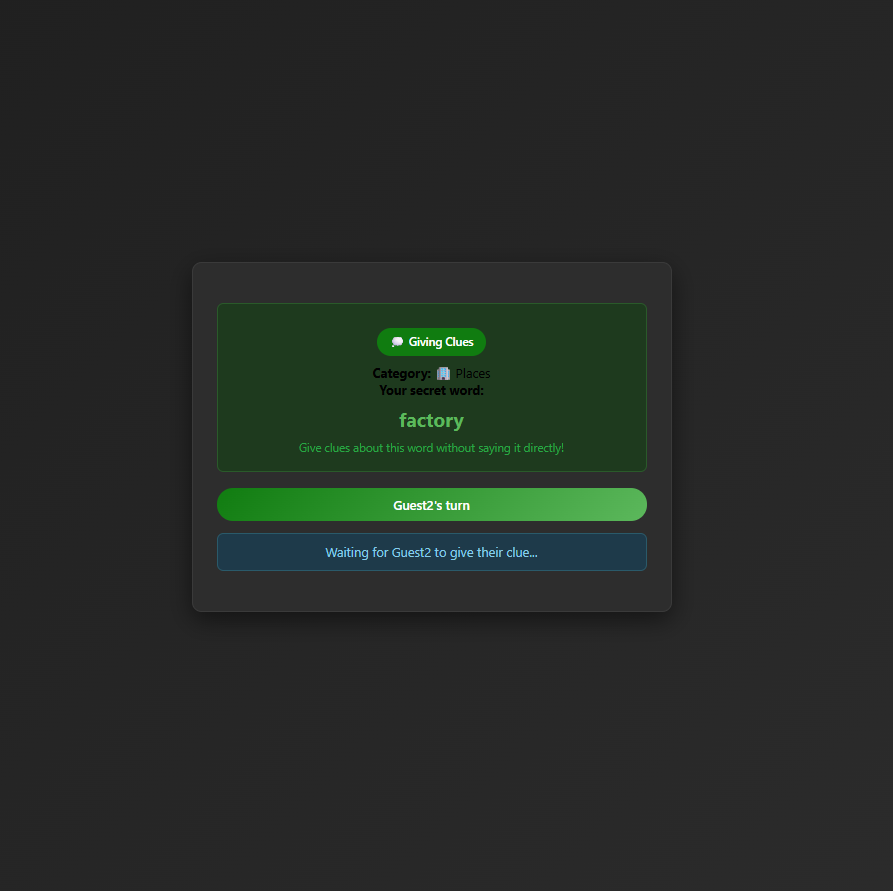 Giving Clues
Category: Places
Your secret word:
factory
Give clues about this word without saying it directly!
Guest2's turn
Waiting for Guest2 to give their clue...